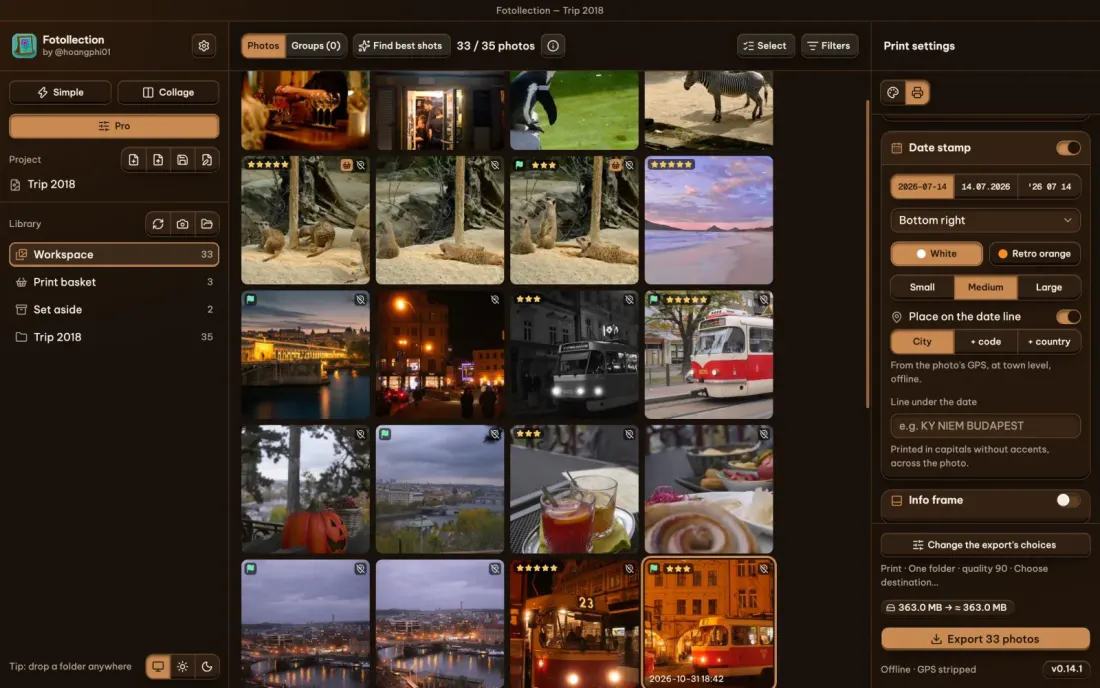 Fotollection — Trip 2018
Fotollection
by @hoangphi01
Simple
Collage
Pro
Project
Trip 2018
Library
Workspace 33
Print basket 3
Set aside 2
Trip 2018 35
Tip: drop a folder anywhere
Photos
Groups (0)
Find best shots
33 / 35 photos
Select
Filters
23
2026-10-31 18:42
Print settings
Date stamp
2026-07-14
14.07.2026
'26 07 14
Bottom right
White
Retro orange
Small
Medium
Large
Place on the date line
City
+ code
+ country
From the photo's GPS, at town level,
offline.
Line under the date
e.g. KY NIEM BUDAPEST
Printed in capitals without accents,
across the photo.
Info frame
Change the export's choices
Print · One folder · quality 90 · Choose
destination...
363.0 MB → ≈ 363.0 MB
Export 33 photos
Offline · GPS stripped
v0.14.1